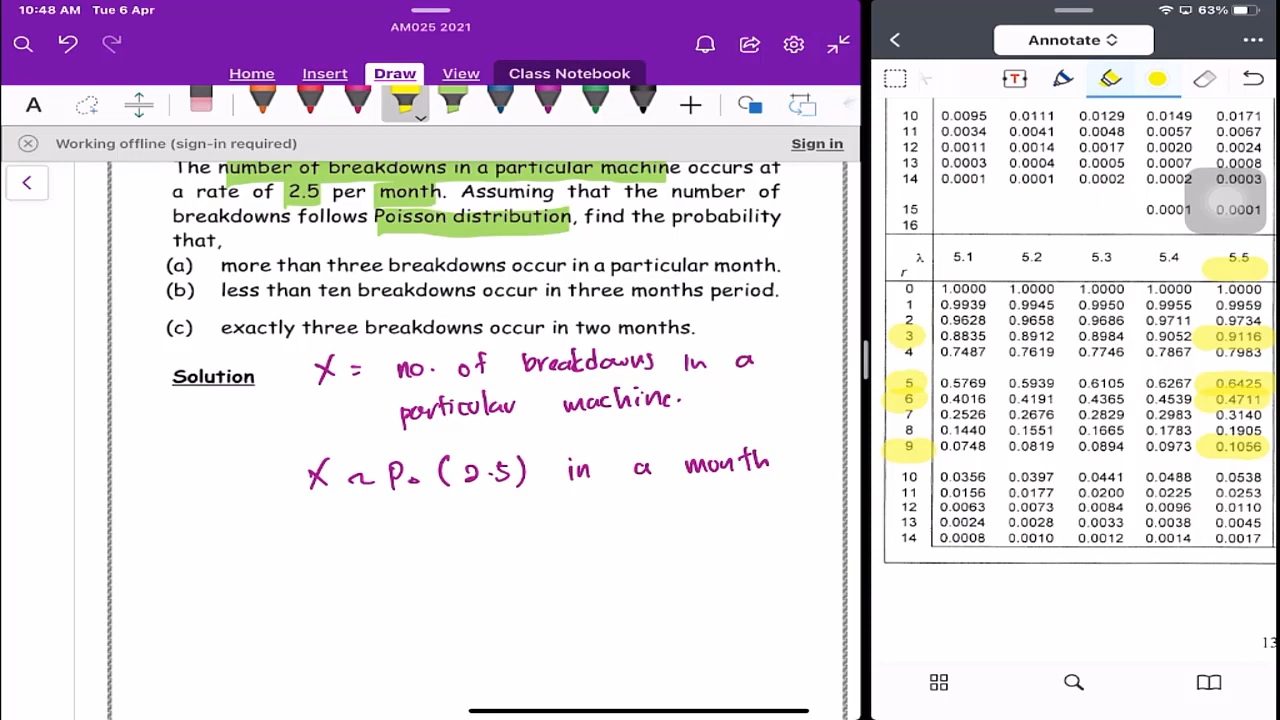 10:48 AM Tue 6 Apr
63%
AM025 2021
Annotate
Home Insert Draw View Class Notebook
A
T
Working offline (sign-in required) Sign in
The number of breakdowns in a particular machine occurs at
a rate of 2.5 per month. Assuming that the number of
breakdowns follows Poisson distribution, find the probability
that,
(a) more than three breakdowns occur in a particular month.
(b) less than ten breakdowns occur in three months period.
(c) exactly three breakdowns occur in two months.
Solution
X = no. of breakdowns in a
particular machine.
X ~ Po (2.5) in a month
10 0.0095 0.0111 0.0129 0.0149 0.0171
11 0.0034 0.0041 0.0048 0.0057 0.0067
12 0.0011 0.0014 0.0017 0.0020 0.0024
13 0.0003 0.0004 0.0005 0.0007 0.0008
14 0.0001 0.0001 0.0002 0.0002 0.0003
15 0.0001 0.0001
16
λ 5.1 5.2 5.3 5.4 5.5
r
0 1.0000 1.0000 1.0000 1.0000 1.0000
1 0.9939 0.9945 0.9950 0.9955 0.9959
2 0.9628 0.9658 0.9686 0.9711 0.9734
3 0.8835 0.8912 0.8984 0.9052 0.9116
4 0.7487 0.7619 0.7746 0.7867 0.7983
5 0.5769 0.5939 0.6105 0.6267 0.6425
6 0.4016 0.4191 0.4365 0.4539 0.4711
7 0.2526 0.2676 0.2829 0.2983 0.3140
8 0.1440 0.1551 0.1665 0.1783 0.1905
9 0.0748 0.0819 0.0894 0.0973 0.1056
10 0.0356 0.0397 0.0441 0.0488 0.0538
11 0.0156 0.0177 0.0200 0.0225 0.0253
12 0.0063 0.0073 0.0084 0.0096 0.0110
13 0.0024 0.0028 0.0033 0.0038 0.0045
14 0.0008 0.0010 0.0012 0.0014 0.0017
13